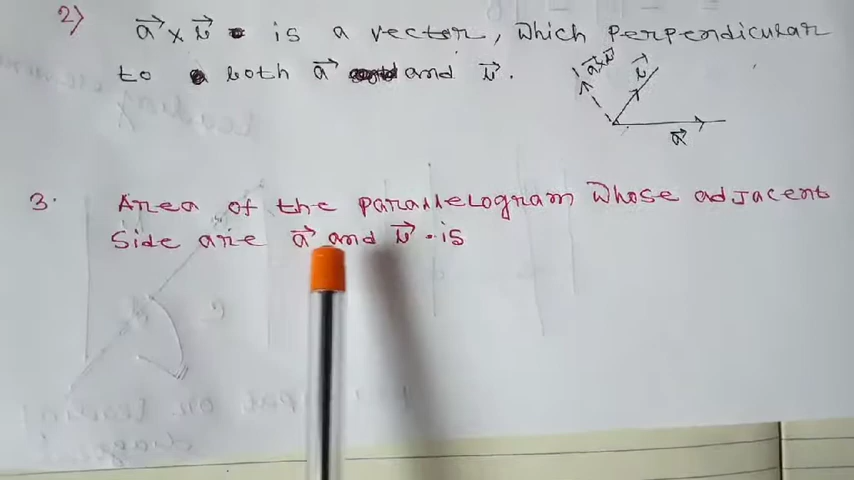 2) a⃗ × b⃗ is a vector, which perpendicular
to both a⃗ and b⃗.
a⃗×b⃗
b⃗
a⃗
3. Area of the parallelogram whose adjacent
Side are a⃗ and b⃗ . is